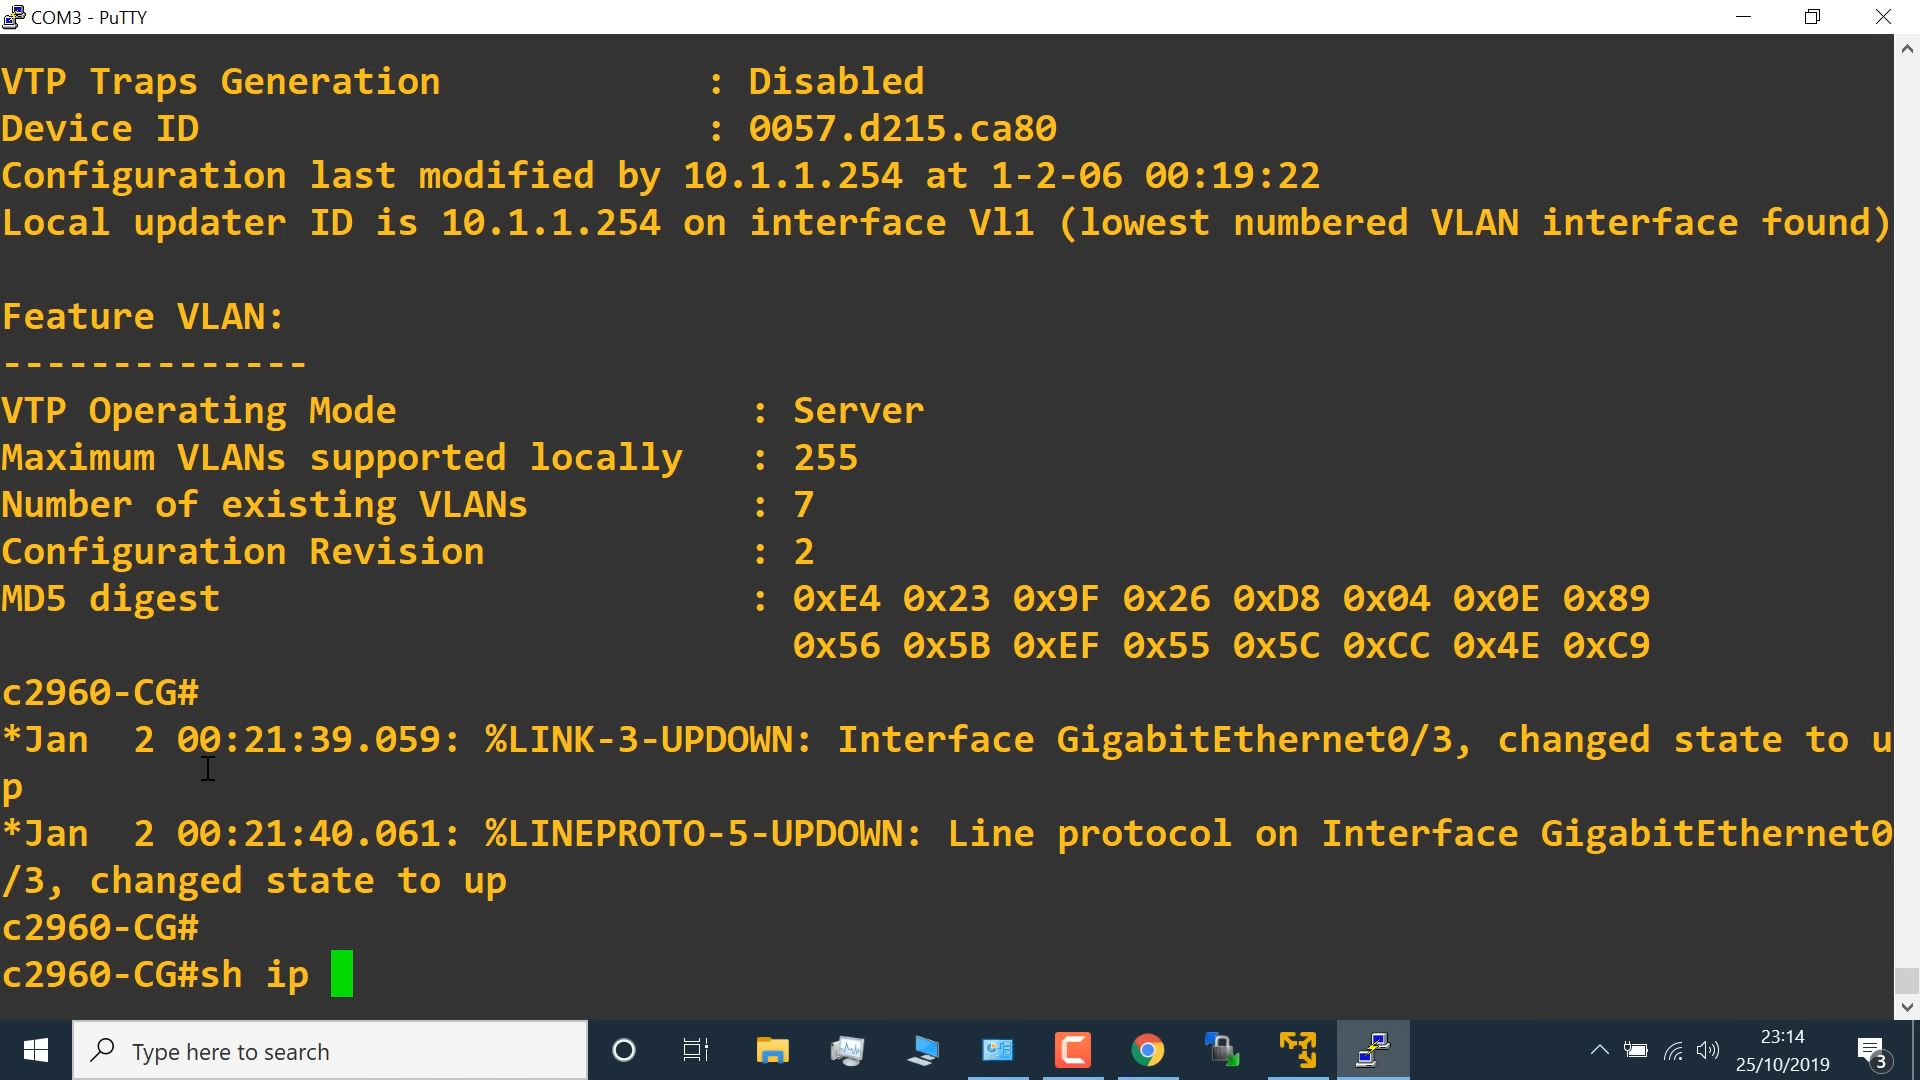 COM3 - PuTTY
VTP Traps Generation            : Disabled
Device ID                       : 0057.d215.ca80
Configuration last modified by 10.1.1.254 at 1-2-06 00:19:22
Local updater ID is 10.1.1.254 on interface Vl1 (lowest numbered VLAN interface found)
Feature VLAN:
--------------
VTP Operating Mode                : Server
Maximum VLANs supported locally   : 255
Number of existing VLANs          : 7
Configuration Revision            : 2
MD5 digest                        : 0xE4 0x23 0x9F 0x26 0xD8 0x04 0x0E 0x89
                                    0x56 0x5B 0xEF 0x55 0x5C 0xCC 0x4E 0xC9
c2960-CG#
*Jan  2 00:21:39.059: %LINK-3-UPDOWN: Interface GigabitEthernet0/3, changed state to u
p
*Jan  2 00:21:40.061: %LINEPROTO-5-UPDOWN: Line protocol on Interface GigabitEthernet0
/3, changed state to up
c2960-CG#
c2960-CG#sh ip
Type here to search
23:14
25/10/2019
3